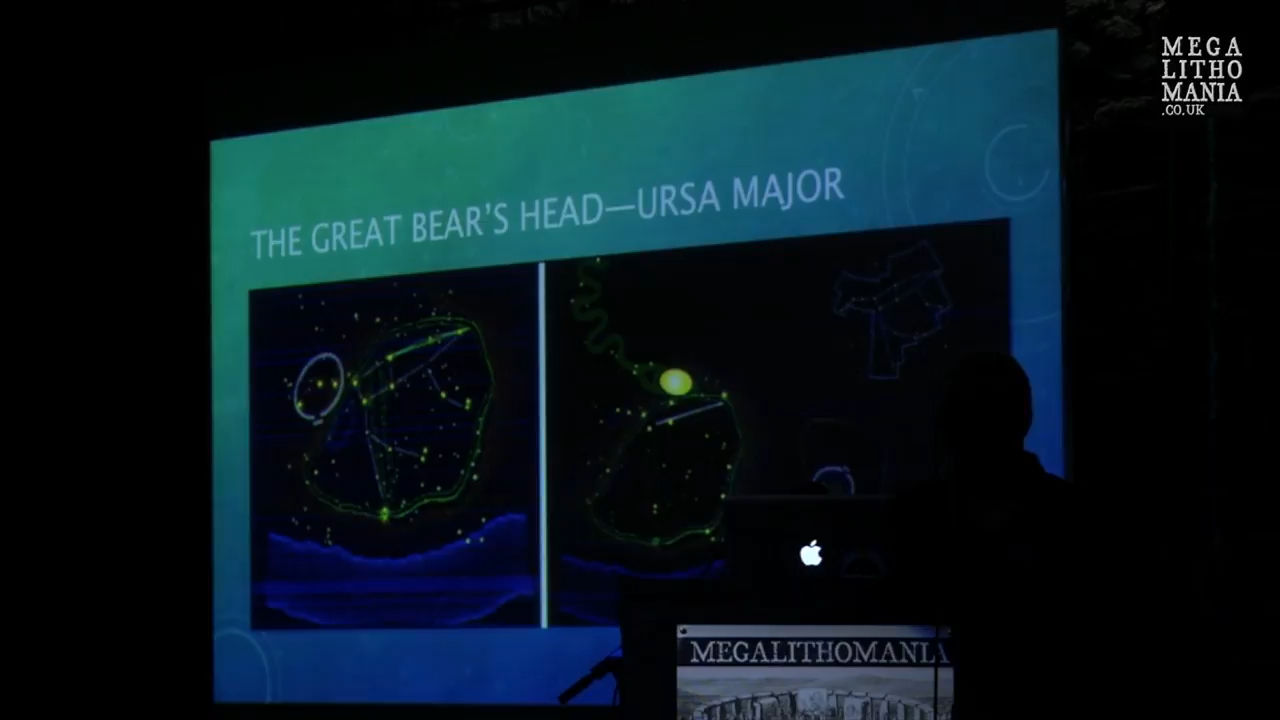 MEGA
LITHO
MANIA
.CO.UK
THE GREAT BEAR'S HEAD—URSA MAJOR
MEGALITHOMANIA